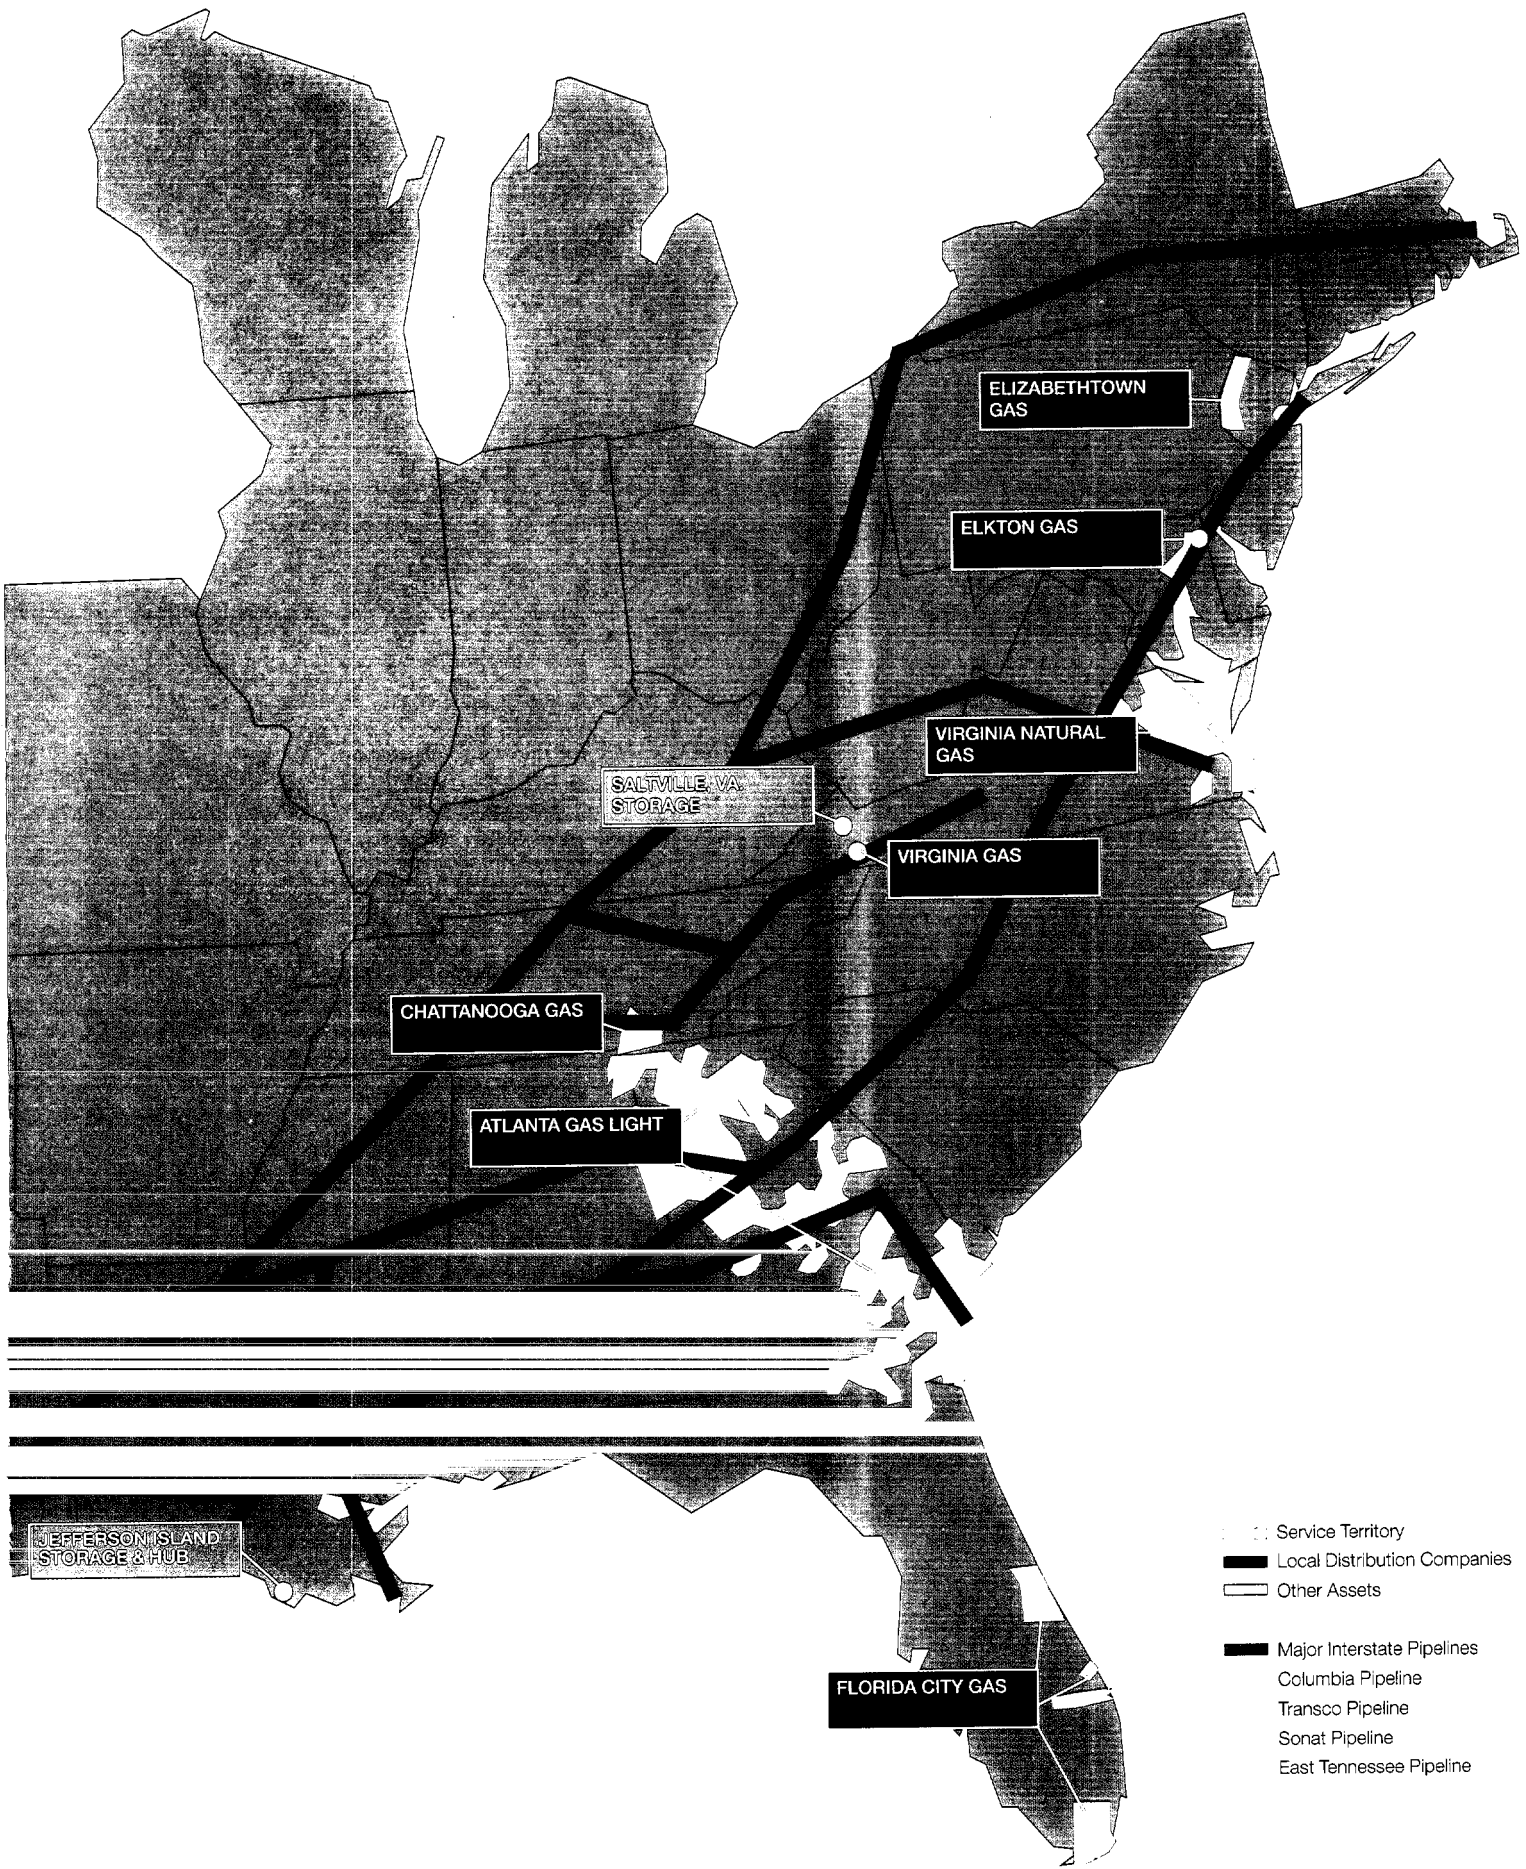 ELIZABETHTOWN
GAS
ELKTON GAS
VIRGINIA NATURAL
GAS
SALTVILLE, VA.
STORAGE
VIRGINIA GAS
CHATTANOOGA GAS
ATLANTA GAS LIGHT
JEFFERSON ISLAND
STORAGE & HUB
FLORIDA CITY GAS
Service Territory
Local Distribution Companies
Other Assets
Major Interstate Pipelines
Columbia Pipeline
Transco Pipeline
Sonat Pipeline
East Tennessee Pipeline